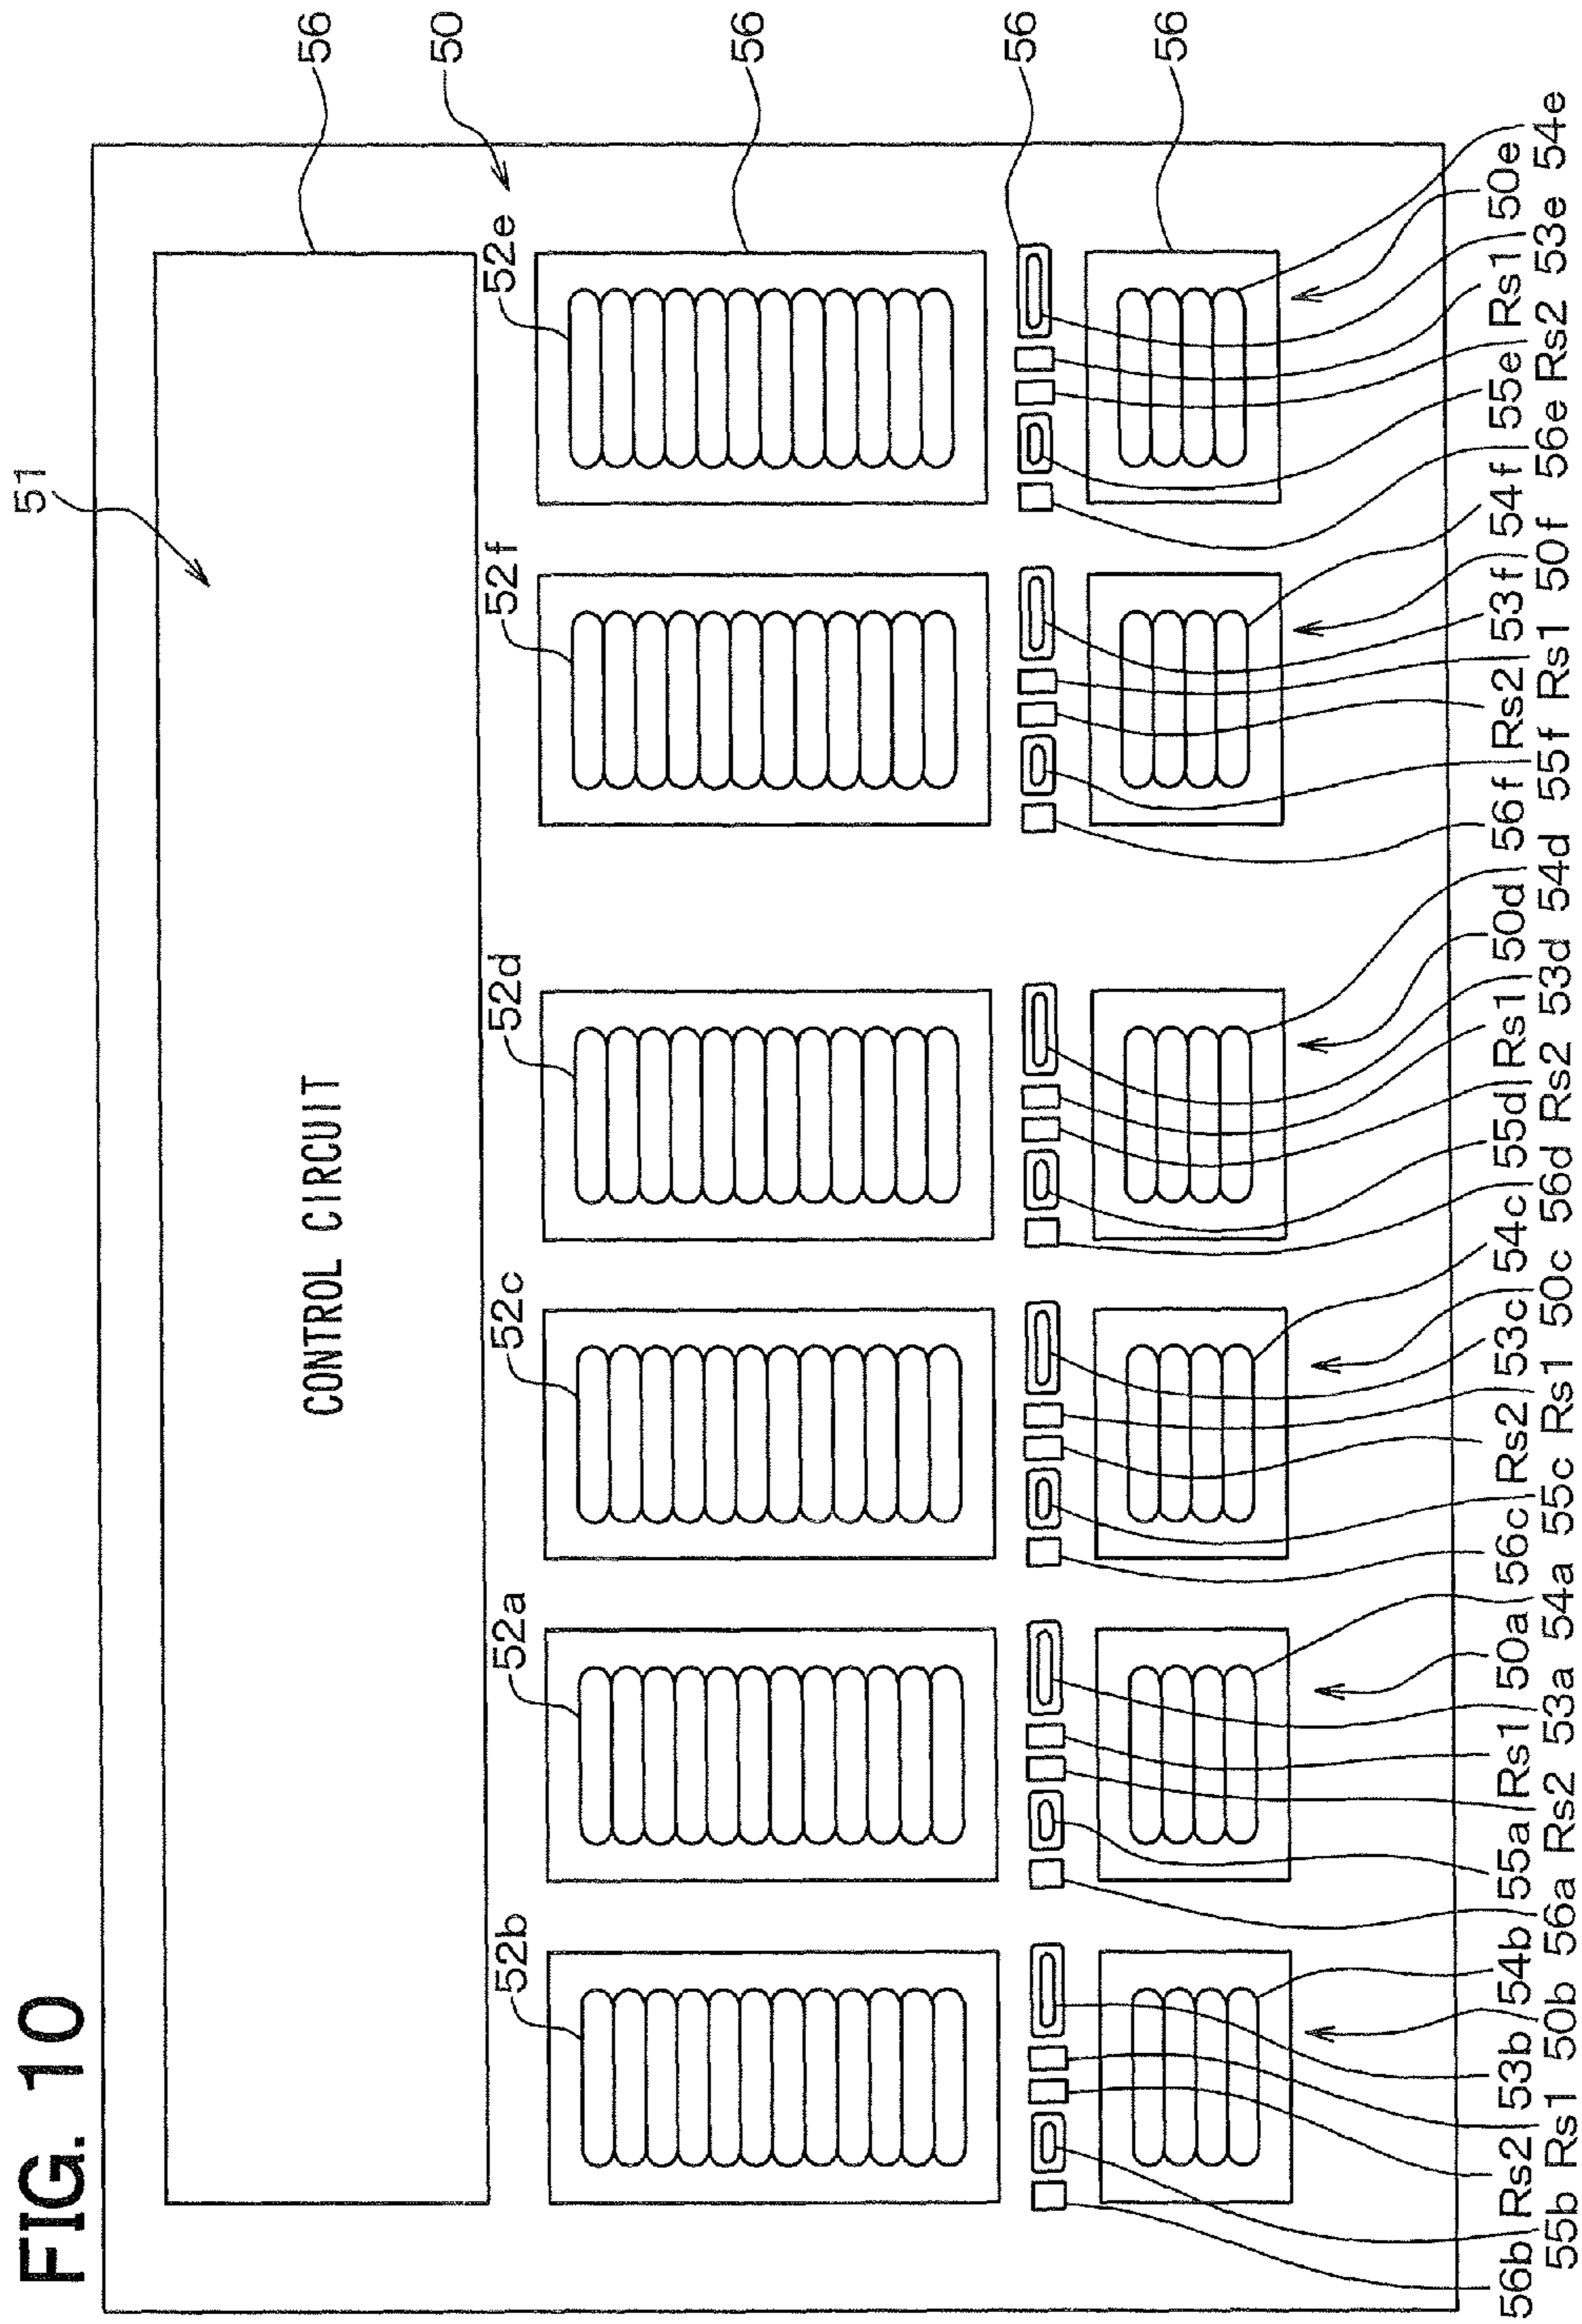 FIG. 10
51
56
CONTROL CIRCUIT
50
52b 52a 52c 52d 52f 52e
56
56
56
56b Rs2 53b 54b 55a Rs1 50a 56c Rs2 53c 54c 55d Rs1 50d 56f Rs2 53f 54f 55e Rs1 50e
55b Rs1 50b 56a Rs2 53a 54a 55c Rs1 50c 56d Rs2 53d 54d 55f Rs1 50f 56e Rs2 53e 54e